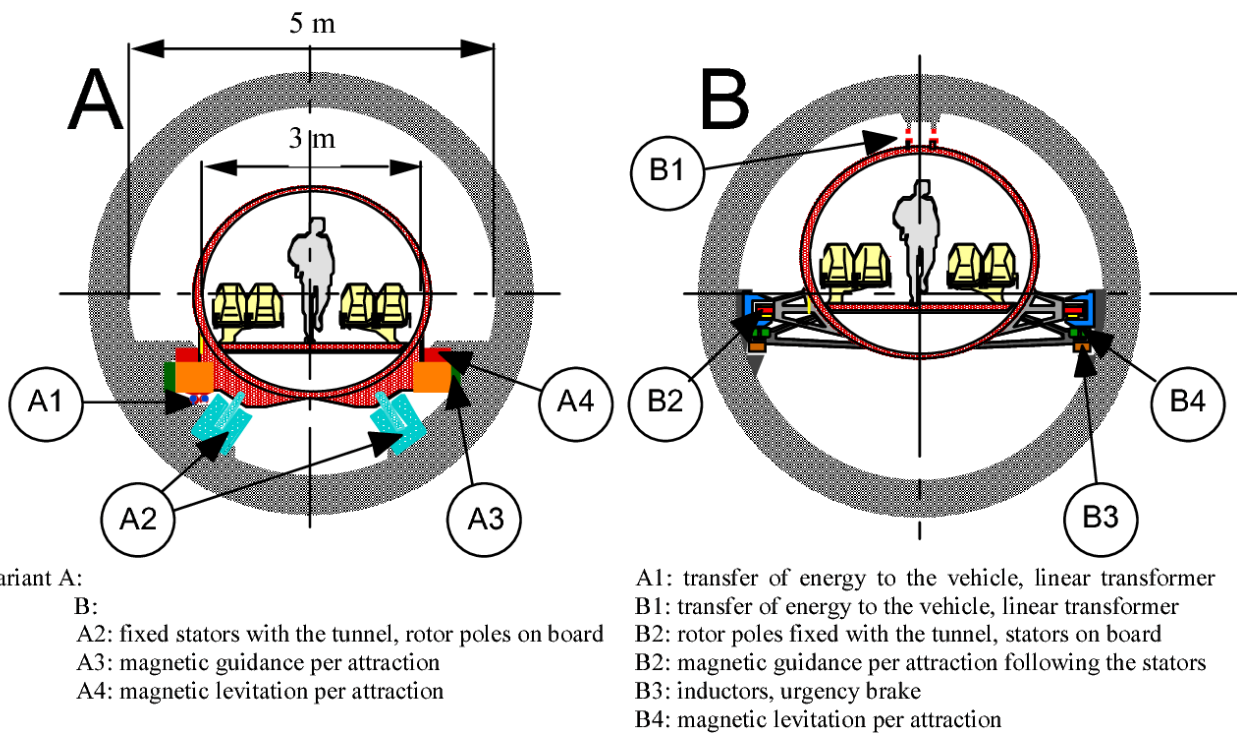 5 m
A
B
3 m
B1
A1
A4
B2
B4
A2
A3
B3
ariant A:
B:
A2: fixed stators with the tunnel, rotor poles on board
A3: magnetic guidance per attraction
A4: magnetic levitation per attraction
A1: transfer of energy to the vehicle, linear transformer
B1: transfer of energy to the vehicle, linear transformer
B2: rotor poles fixed with the tunnel, stators on board
B2: magnetic guidance per attraction following the stators
B3: inductors, urgency brake
B4: magnetic levitation per attraction